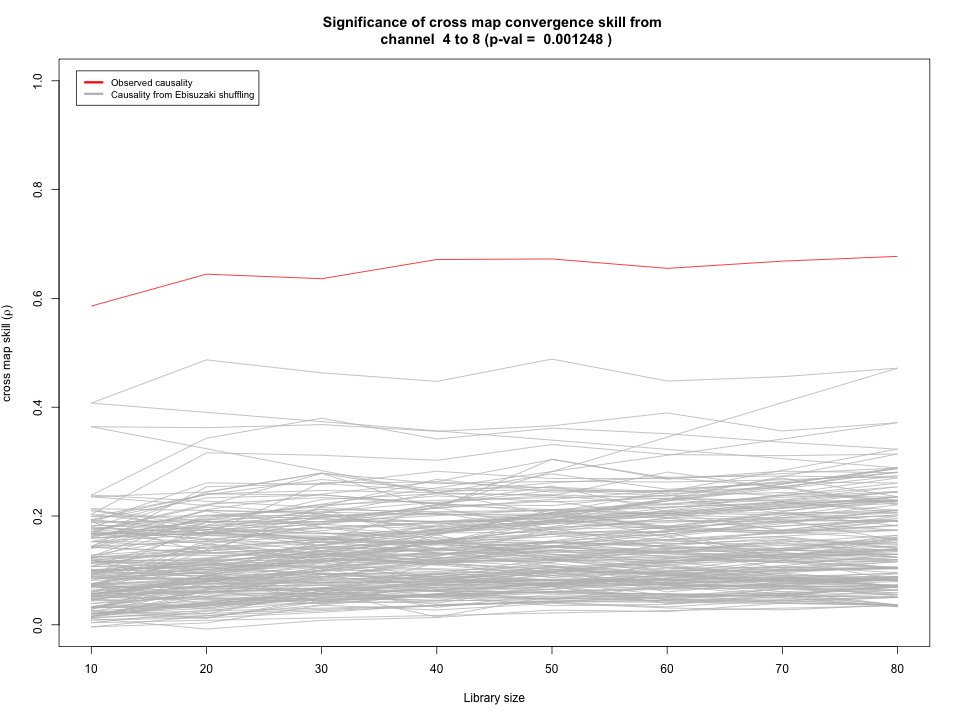 Significance of cross map convergence skill from
channel  4 to 8 (p-val =  0.001248 )
Observed causality
Causality from Ebisuzaki shuffling
1.0
0.8
0.6
0.4
0.2
0.0
cross map skill (ρ)
10 20 30 40 50 60 70 80
Library size